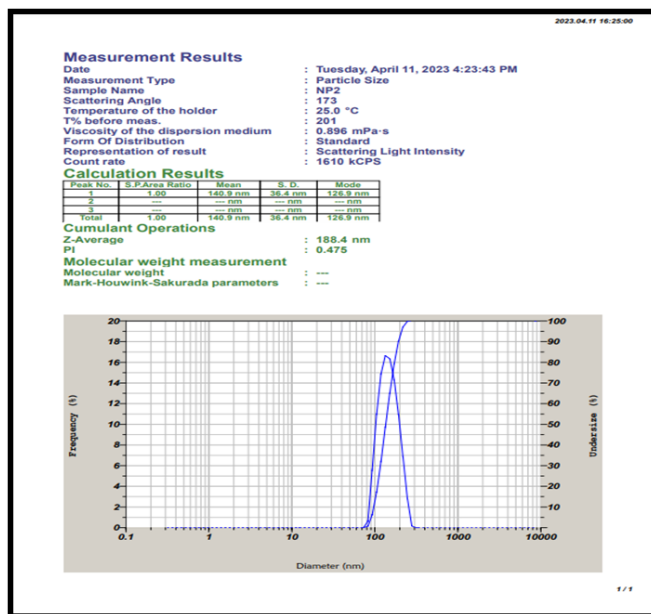 2023.04.11 16:25:00
Measurement Results
Date : Tuesday, April 11, 2023 4:23:43 PM
Measurement Type : Particle Size
Sample Name : NP2
Scattering Angle : 173
Temperature of the holder : 25.0 °C
T% before meas. : 201
Viscosity of the dispersion medium : 0.896 mPa·s
Form Of Distribution : Standard
Representation of result : Scattering Light Intensity
Count rate : 1610 kCPS
Calculation Results
Peak No. S.P.Area Ratio Mean S. D. Mode
1 1.00 140.9 nm 36.4 nm 126.9 nm
2 --- --- nm --- nm --- nm
3 --- --- nm --- nm --- nm
Total 1.00 140.9 nm 36.4 nm 126.9 nm
Cumulant Operations
Z-Average : 188.4 nm
PI : 0.475
Molecular weight measurement
Molecular weight : ---
Mark-Houwink-Sakurada parameters : ---
20 100
18 90
16 80
14 70
12 60
Frequency (%) 10 50 Undersize (%)
8 40
6 30
4 20
2 10
0
0.1 1 10 100 1000 10000
Diameter (nm)
1 / 1